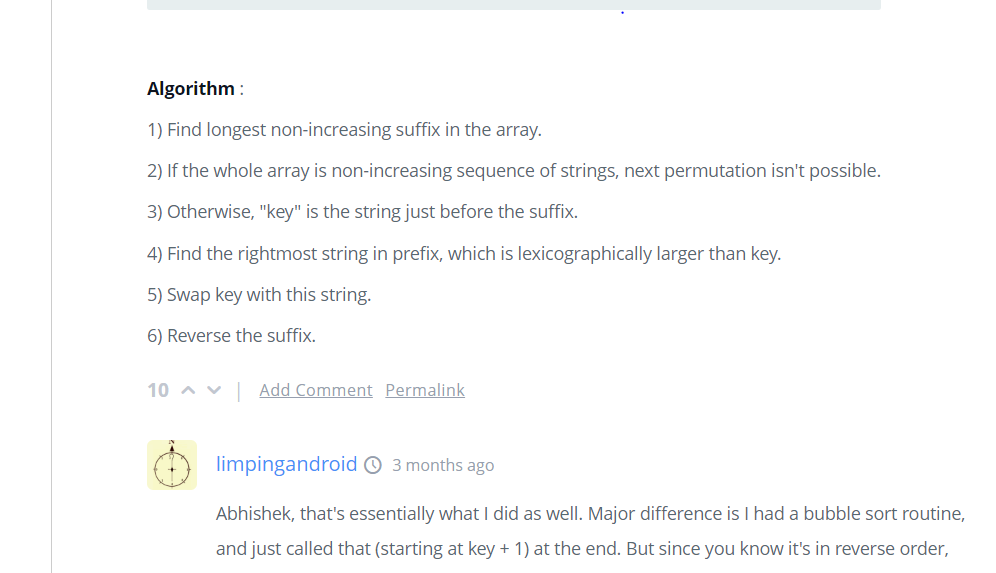 Algorithm :
1) Find longest non-increasing suffix in the array.
2) If the whole array is non-increasing sequence of strings, next permutation isn't possible.
3) Otherwise, "key" is the string just before the suffix.
4) Find the rightmost string in prefix, which is lexicographically larger than key.
5) Swap key with this string.
6) Reverse the suffix.
10 | Add Comment Permalink
N
limpingandroid 3 months ago
Abhishek, that's essentially what I did as well. Major difference is I had a bubble sort routine,
and just called that (starting at key + 1) at the end. But since you know it's in reverse order,